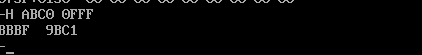 -H ABC0 0FFF
BBBF  9BC1
-_